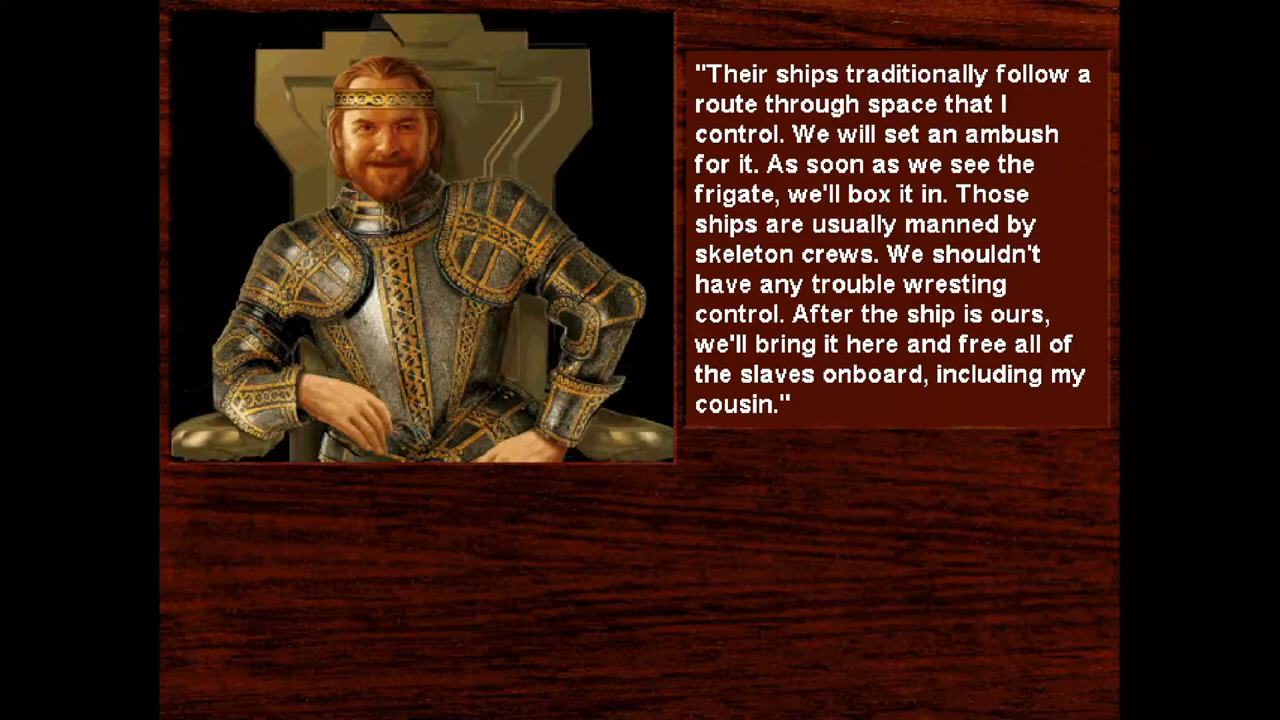 "Their ships traditionally follow a
route through space that I
control. We will set an ambush
for it. As soon as we see the
frigate, we'll box it in. Those
ships are usually manned by
skeleton crews. We shouldn't
have any trouble wresting
control. After the ship is ours,
we'll bring it here and free all of
the slaves onboard, including my
cousin."